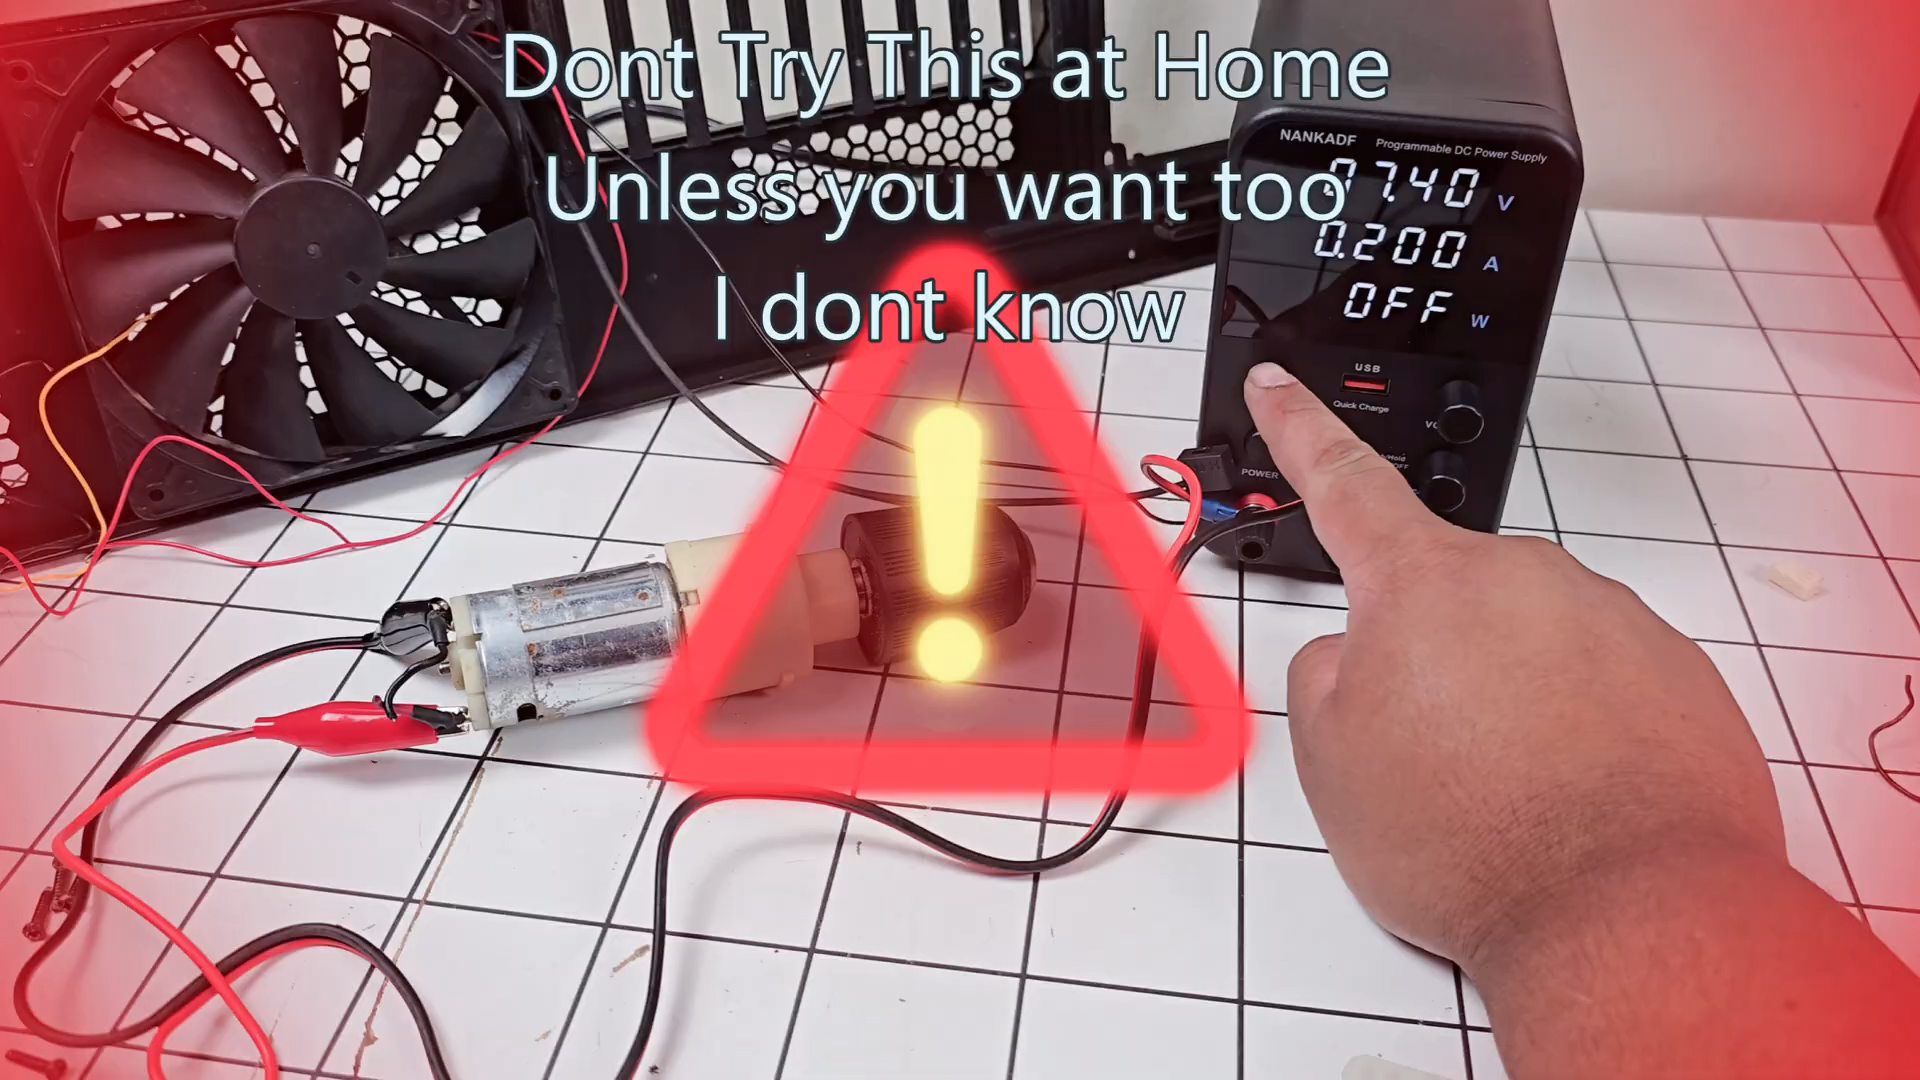 Dont Try This at Home
Unless you want too
I dont know
NANKADF Programmable DC Power Supply
07.40 V
0.200 A
OFF W
USB
Quick Charge
POWER